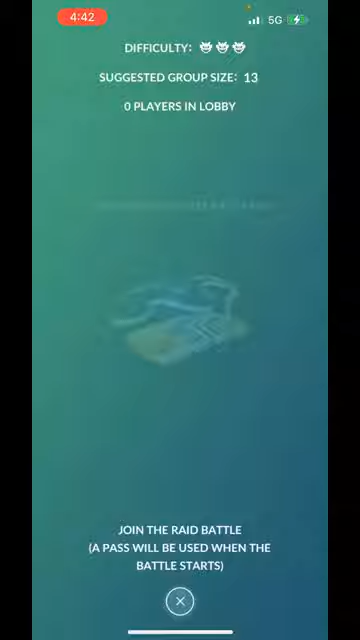 4:42
5G
DIFFICULTY:
SUGGESTED GROUP SIZE: 13
0 PLAYERS IN LOBBY
JOIN THE RAID BATTLE
(A PASS WILL BE USED WHEN THE
BATTLE STARTS)